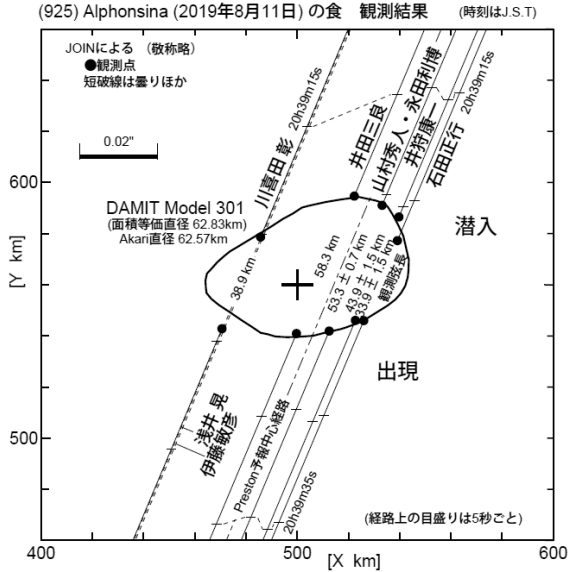 (925) Alphonsina (2019年8月11日) の食　観測結果　(時刻はJ.S.T)
JOINによる　(敬称略)
●観測点
短破線は曇りほか
0.02"
20h39m15s
川喜田 彰
井田三良
山村秀人・永田利博
井狩康一
石田正行
20h39m15s
600
DAMIT Model 301
(面積等価直径 62.83km)
Akari直径 62.57km)
潜入
[Y km]
38.9 km
58.3 km
53.3 ± 0.7 km
43.9 ± 1.5 km
33.9 ± 1.5 km
観測弦長
出現
浅井 晃
伊藤敏彦
Preston予報中心経路
20h39m35s
500
(経路上の目盛りは5秒ごと)
400
500
600
[X km]